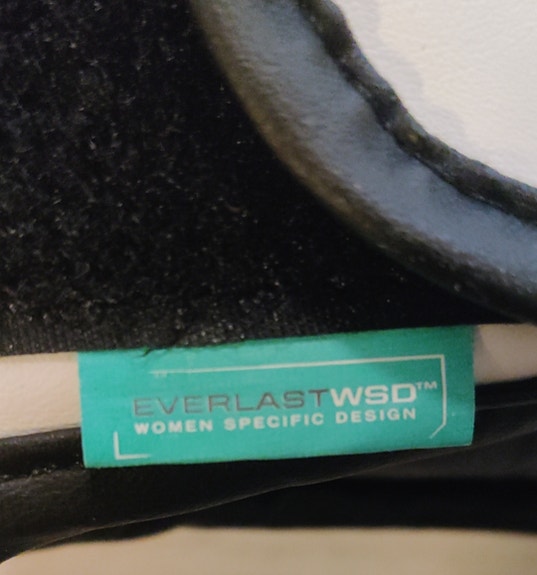 EVERLASTWSD™
WOMEN SPECIFIC DESIGN